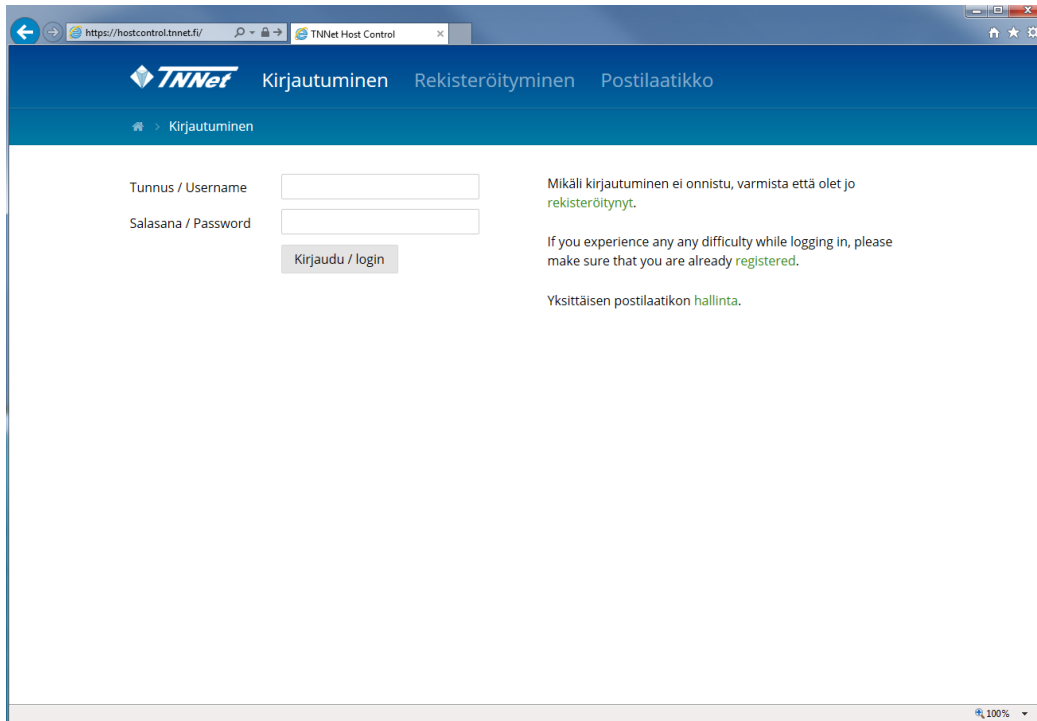 https://hostcontrol.tnnet.fi/
TNNet Host Control
TNNet
Kirjautuminen
Rekisteröityminen
Postilaatikko
Kirjautuminen
Tunnus / Username
Salasana / Password
Kirjaudu / login
Mikäli kirjautuminen ei onnistu, varmista että olet jo
rekisteröitynyt.
If you experience any any difficulty while logging in, please
make sure that you are already registered.
Yksittäisen postilaatikon hallinta.
100%